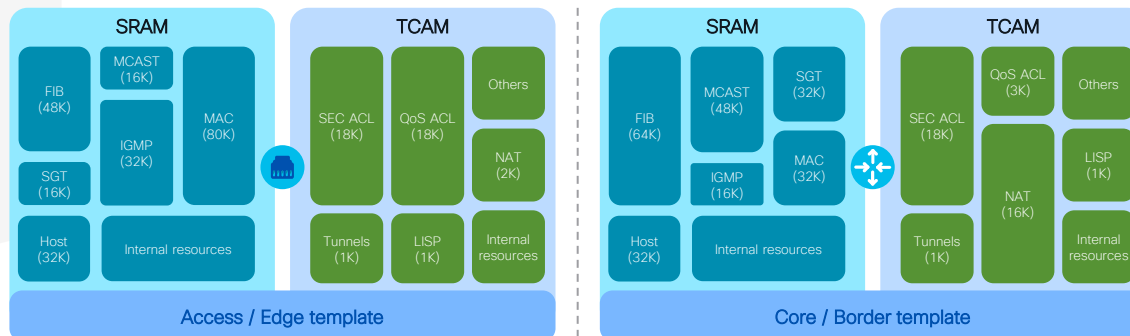 SRAM
FIB
(48K)
MCAST
(16K)
MAC
(80K)
IGMP
(32K)
SGT
(16K)
Host
(32K)
Internal resources
TCAM
SEC ACL
(18K)
QoS ACL
(18K)
Others
NAT
(2K)
Tunnels
(1K)
LISP
(1K)
Internal
resources
Access / Edge template
SRAM
FIB
(64K)
MCAST
(48K)
SGT
(32K)
IGMP
(16K)
MAC
(32K)
Host
(32K)
Internal resources
TCAM
SEC ACL
(18K)
QoS ACL
(3K)
Others
NAT
(16K)
LISP
(1K)
Tunnels
(1K)
Internal
resources
Core / Border template